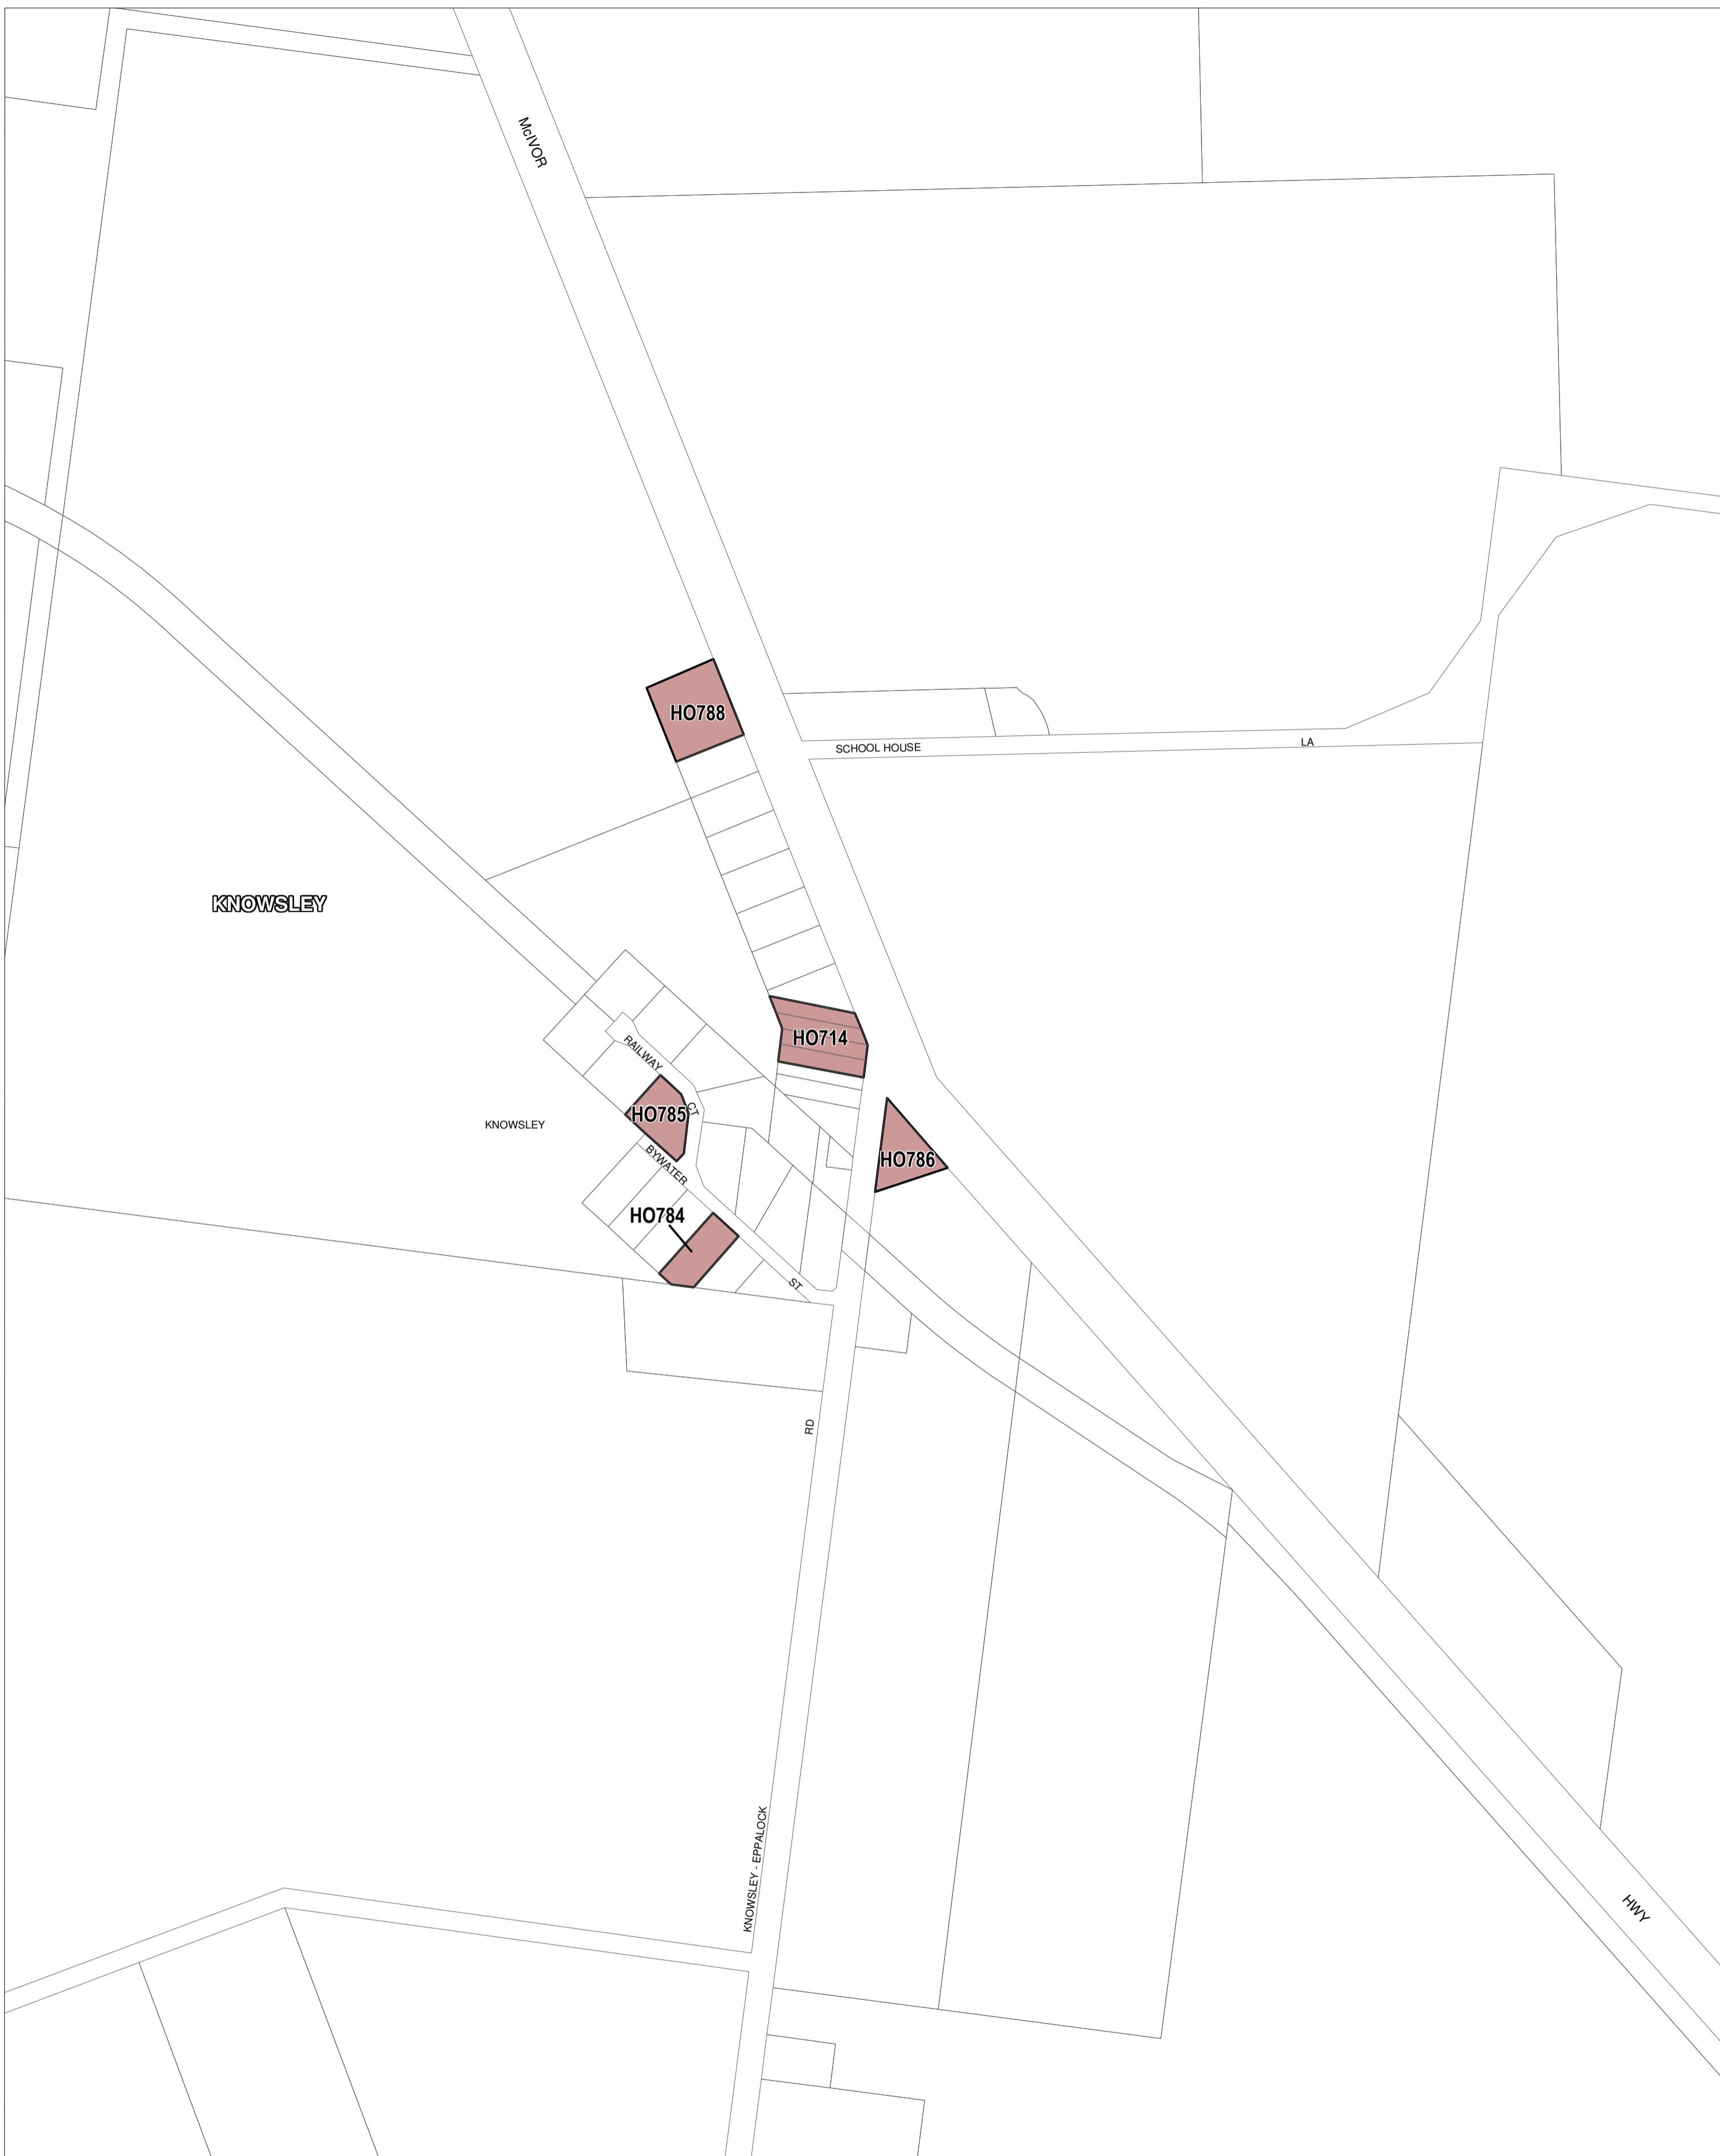 McIVOR
HO788
SCHOOL HOUSE
LA
KNOWSLEY
HO714
RAILWAY
CT
HO785
KNOWSLEY
BYWATER
HO786
HO784
ST
RD
KNOWSLEY - EPPALOCK
HWY